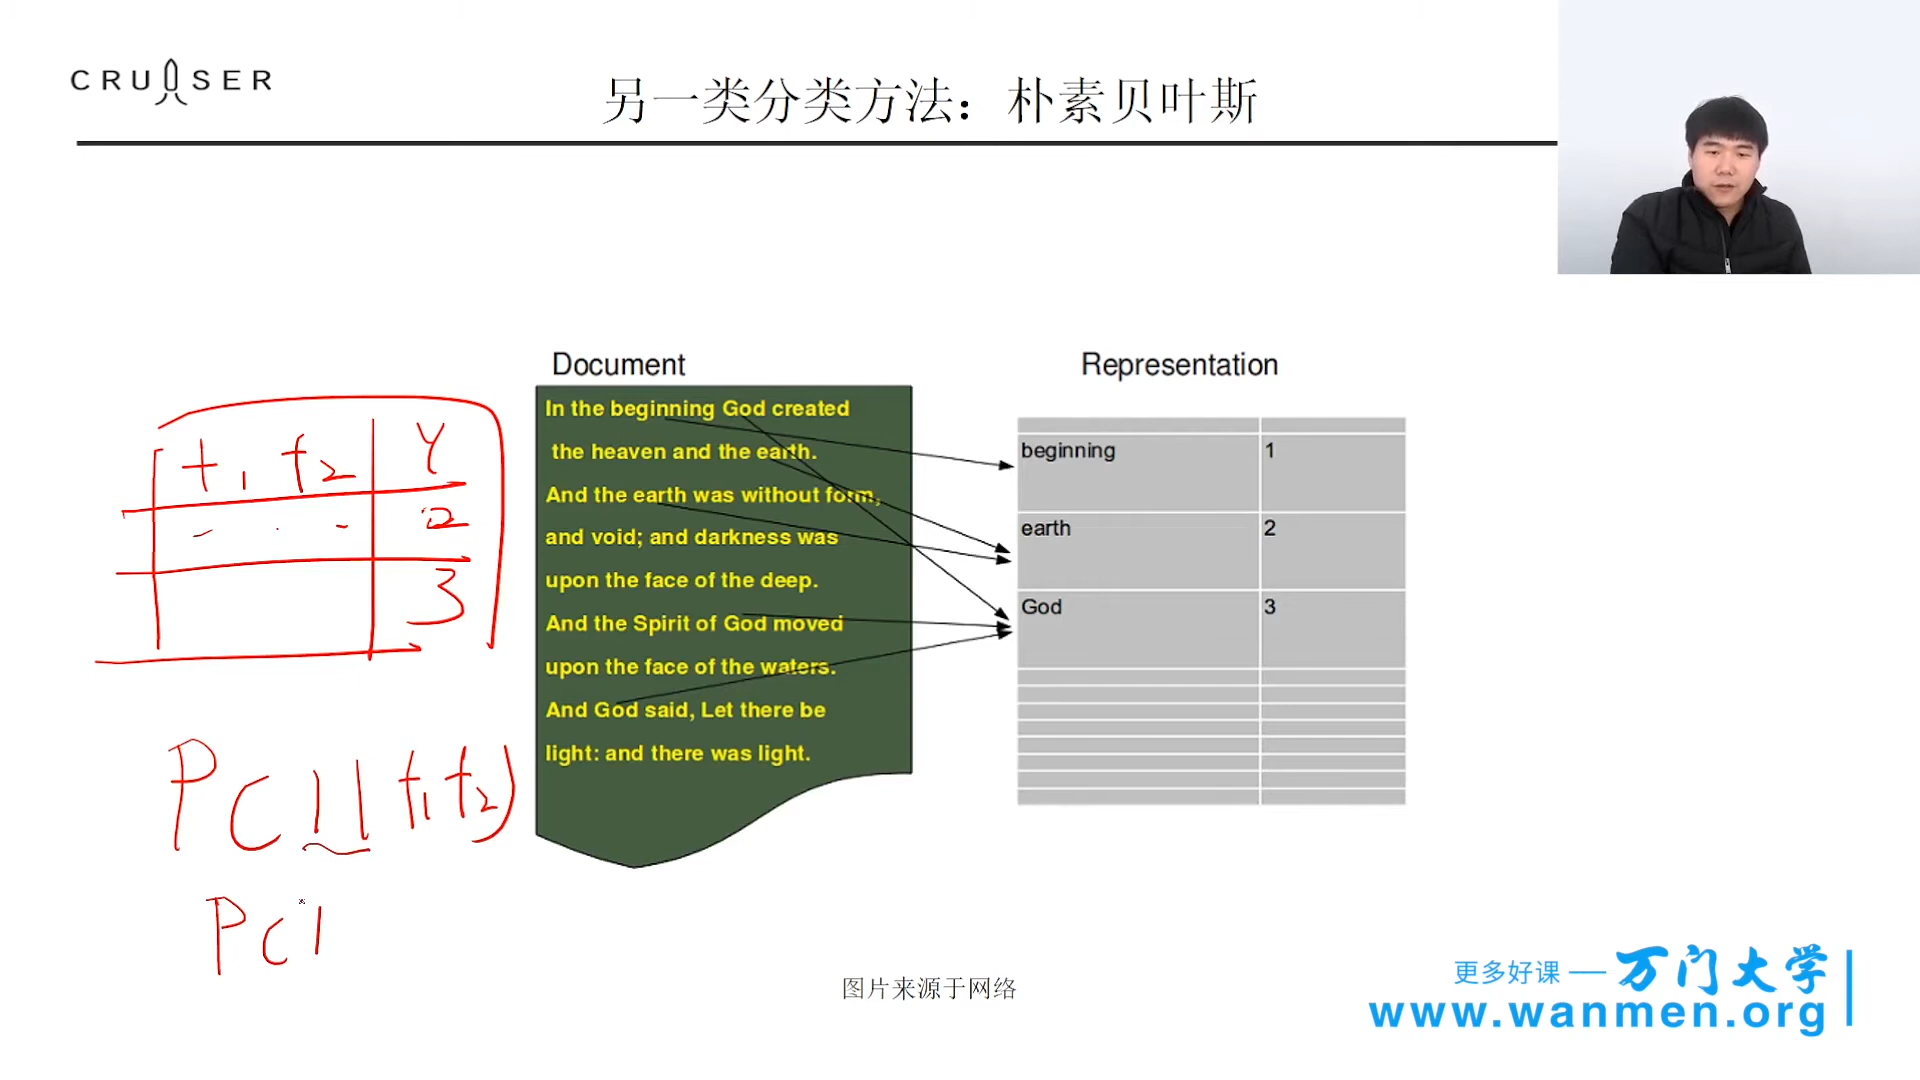 CRUISER
另一类分类方法：朴素贝叶斯
Document
Representation
In the beginning God created
the heaven and the earth.
And the earth was without form,
and void; and darkness was
upon the face of the deep.
And the Spirit of God moved
upon the face of the waters.
And God said, Let there be
light: and there was light.
beginning 1
earth 2
God 3
t1 t2 Y
2
3
P(1|t1 t2)
P(1
图片来源于网络
更多好课 — 万门大学
www.wanmen.org